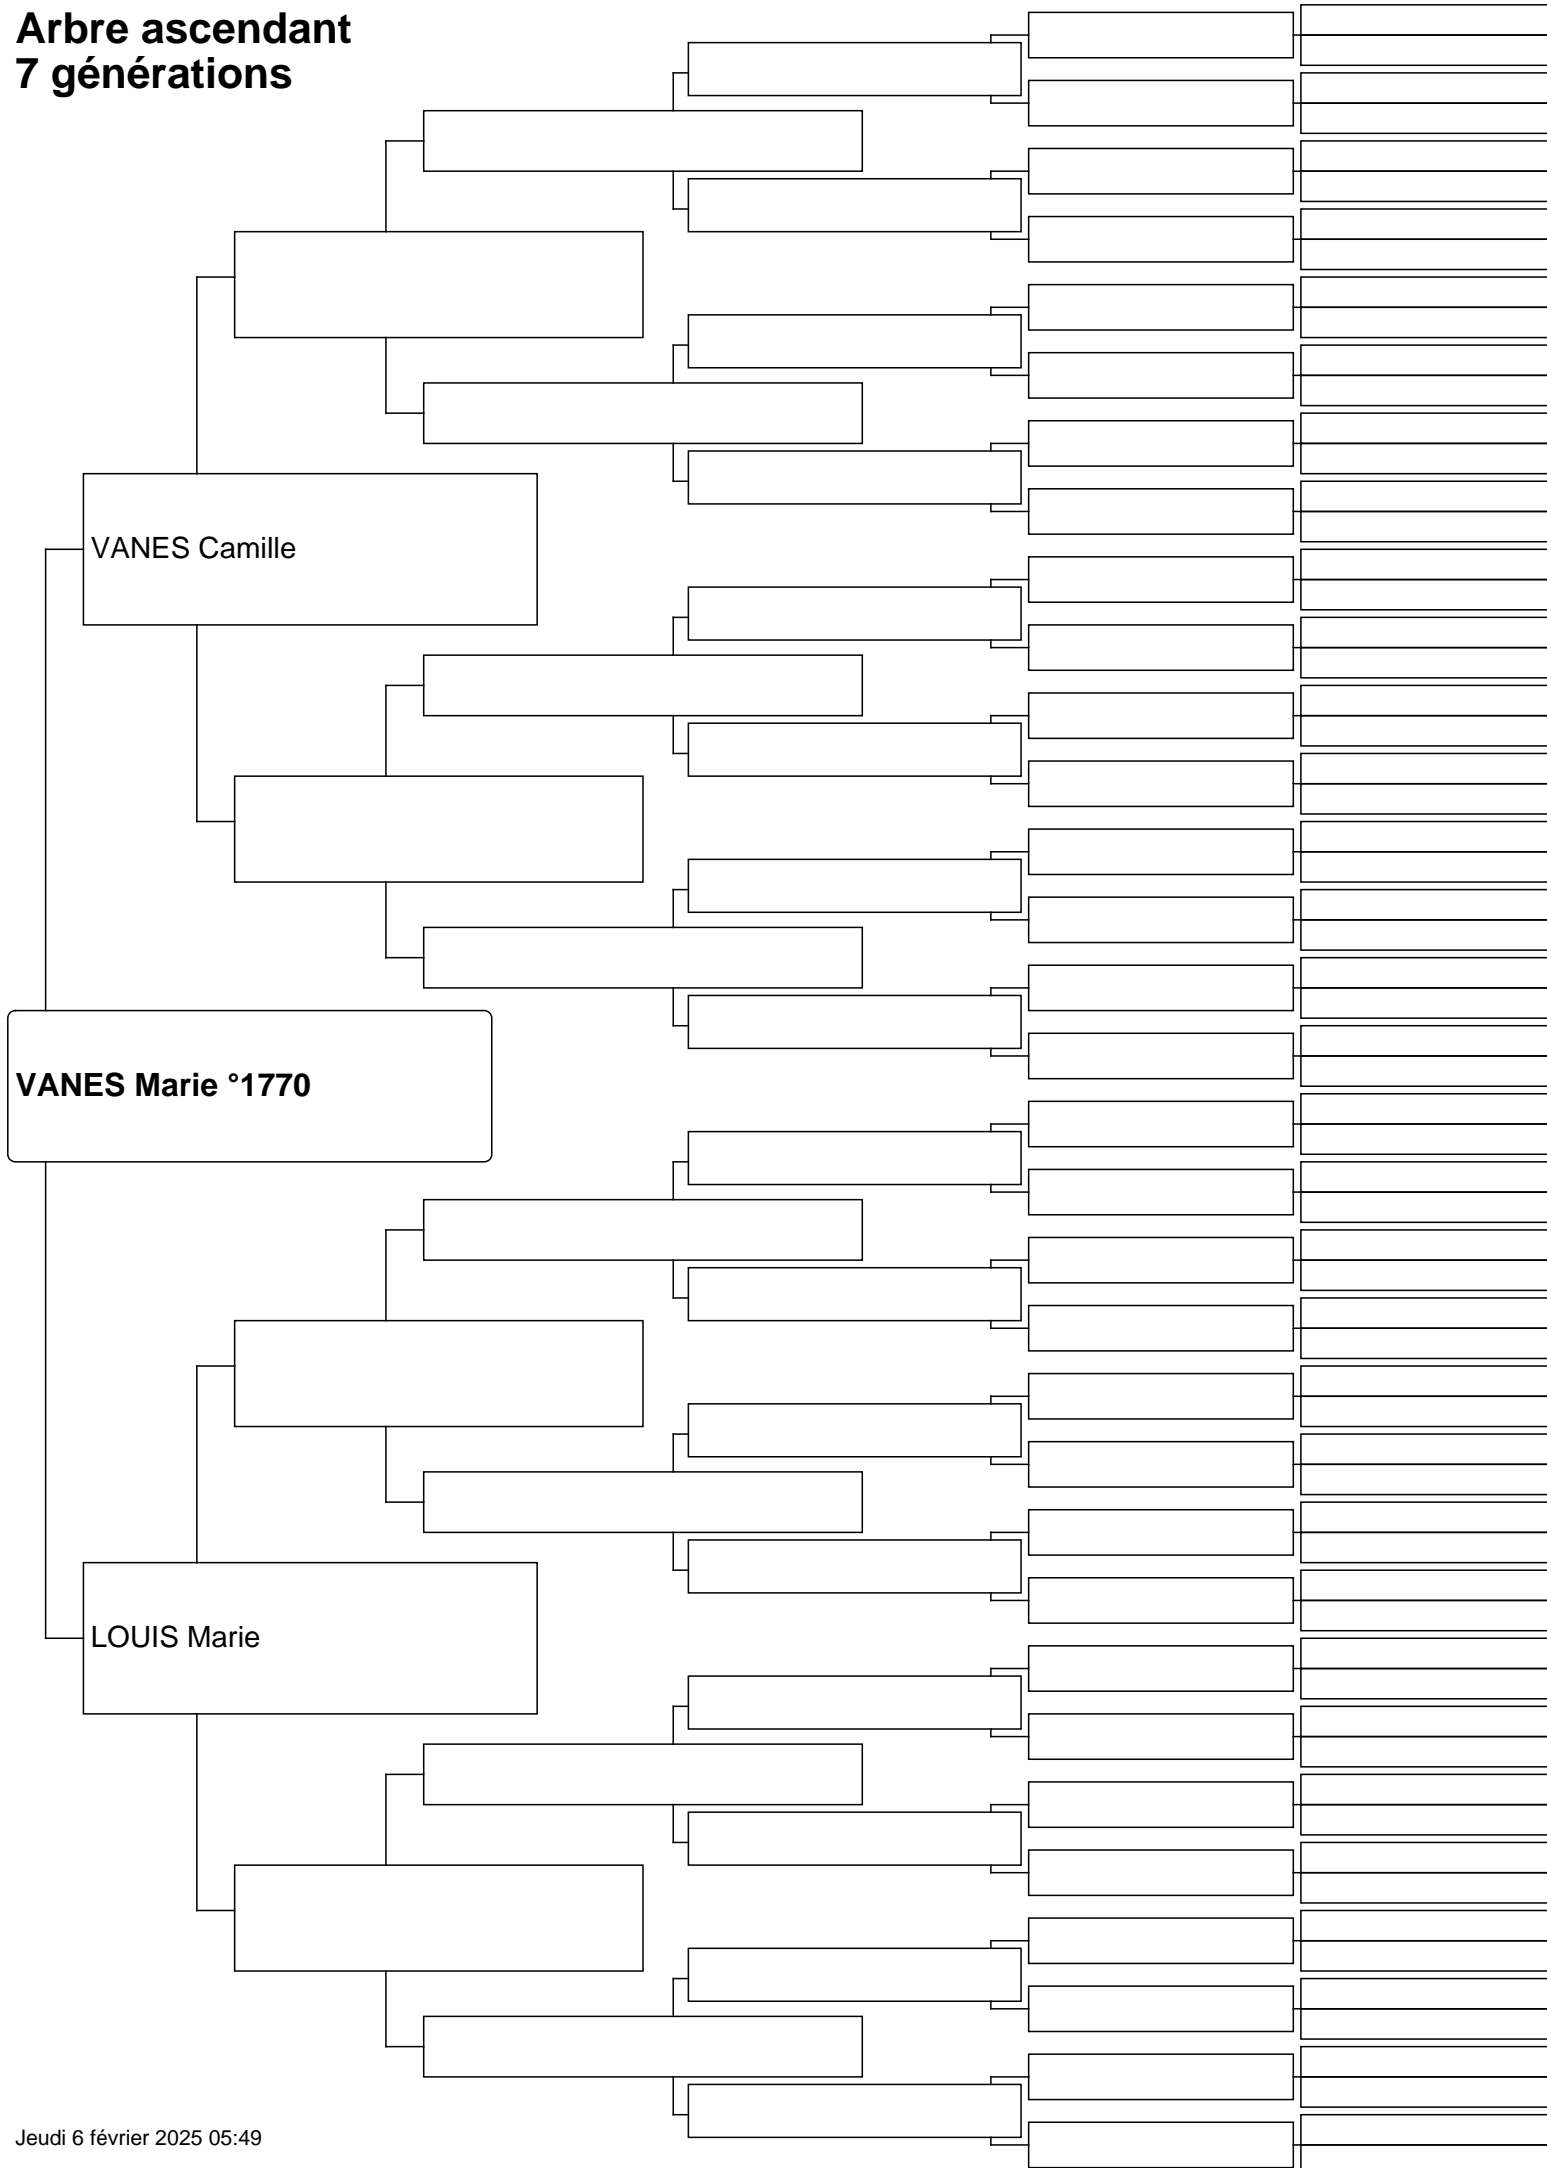 Arbre ascendant
7 générations
VANES Camille
VANES Marie °1770
LOUIS Marie
Jeudi 6 février 2025 05:49